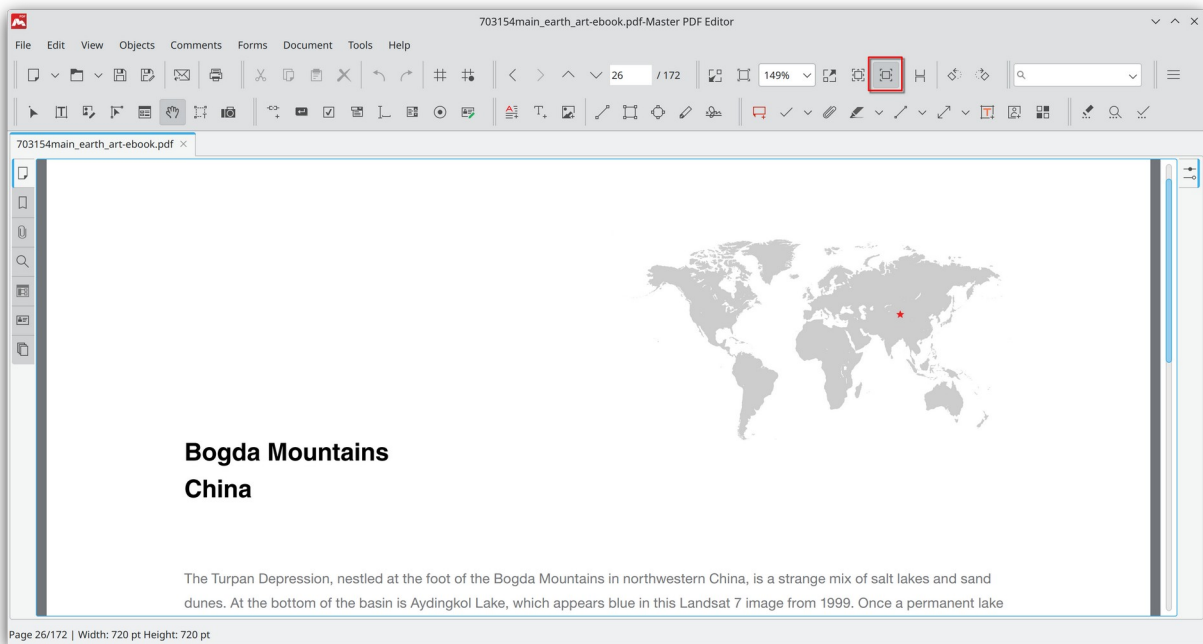 703154main_earth_art-ebook.pdf-Master PDF Editor
File Edit View Objects Comments Forms Document Tools Help
26 / 172 149%
703154main_earth_art-ebook.pdf
Bogda Mountains
China
The Turpan Depression, nestled at the foot of the Bogda Mountains in northwestern China, is a strange mix of salt lakes and sand
dunes. At the bottom of the basin is Aydingkol Lake, which appears blue in this Landsat 7 image from 1999. Once a permanent lake
Page 26/172 | Width: 720 pt Height: 720 pt